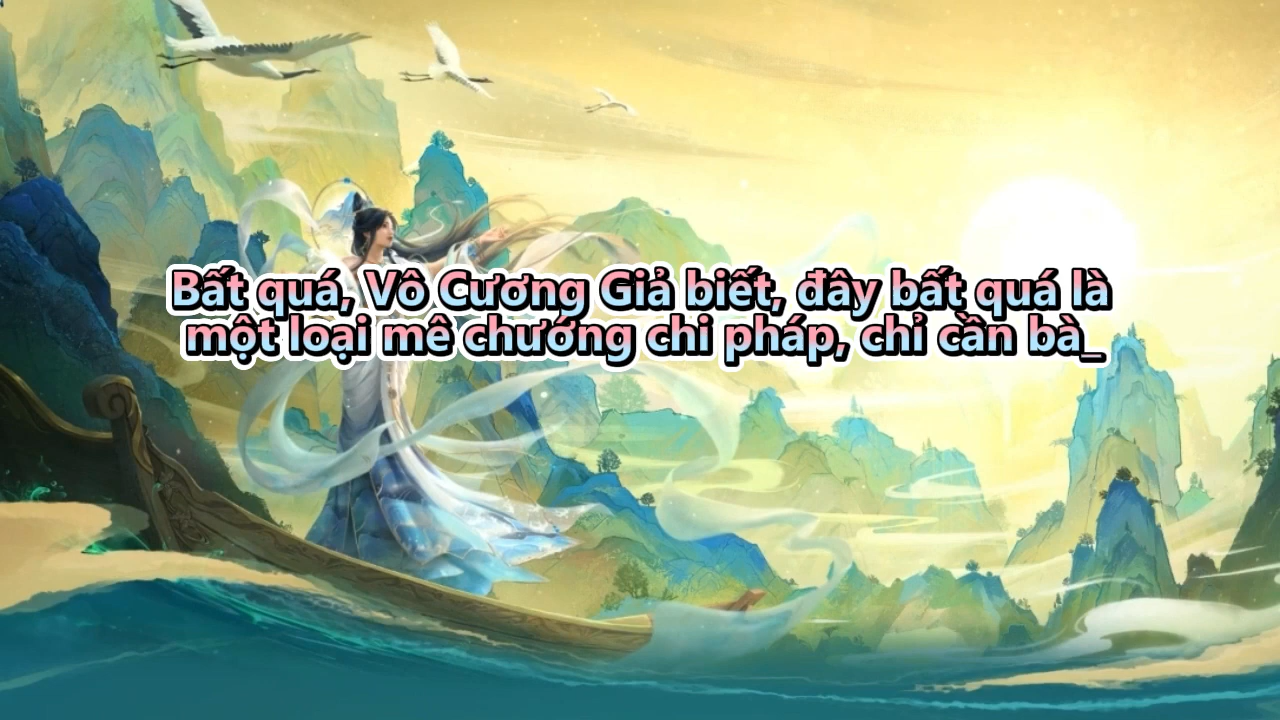 Bất quá, Vô Cương Giả biết, đây bất quá là
một loại mê chướng chi pháp, chỉ cần bà_